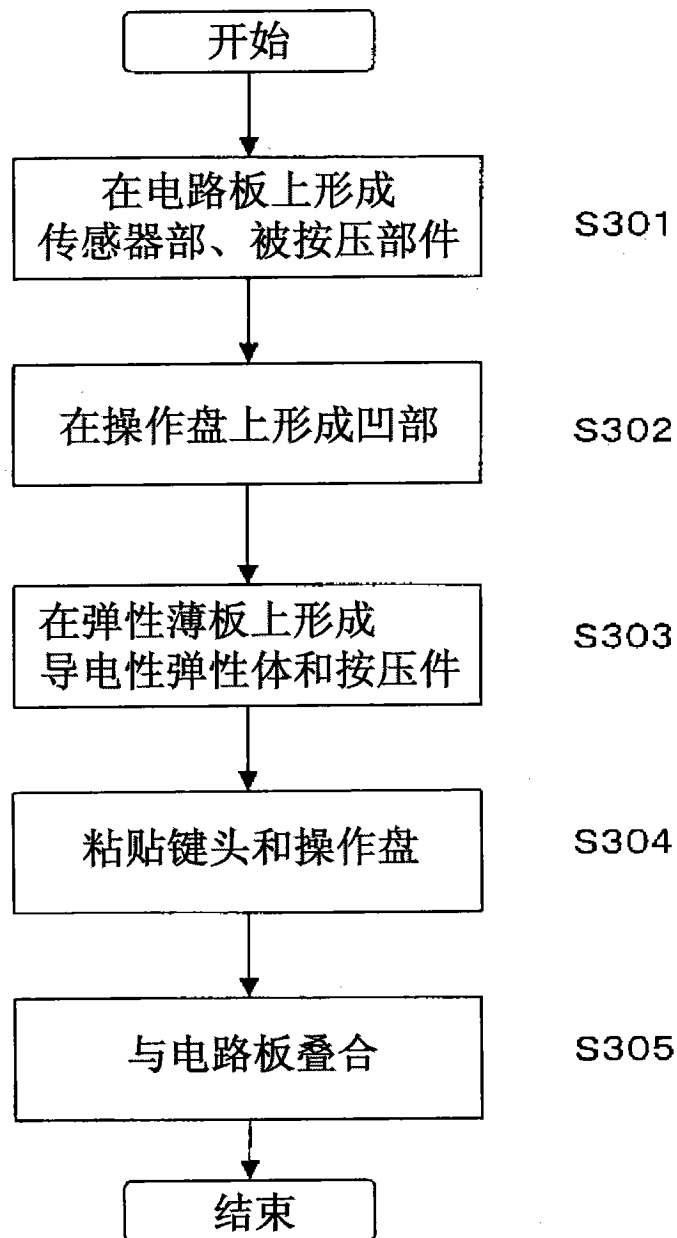 开始
在电路板上形成
传感器部、被按压部件
S301
在操作盘上形成凹部
S302
在弹性薄板上形成
导电性弹性体和按压件
S303
粘贴键头和操作盘
S304
与电路板叠合
S305
结束